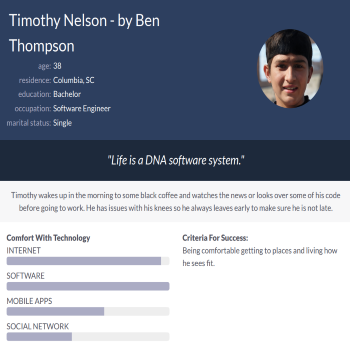 Timothy Nelson - by Ben
Thompson
age: 38
residence: Columbia, SC
education: Bachelor
occupation: Software Engineer
marital status: Single
"Life is a DNA software system."
Timothy wakes up in the morning to some black coffee and watches the news or looks over some of his code
before going to work. He has issues with his knees so he always leaves early to make sure he is not late.
Comfort With Technology
INTERNET
SOFTWARE
MOBILE APPS
SOCIAL NETWORK
Criteria For Success:
Being comfortable getting to places and living how
he sees fit.